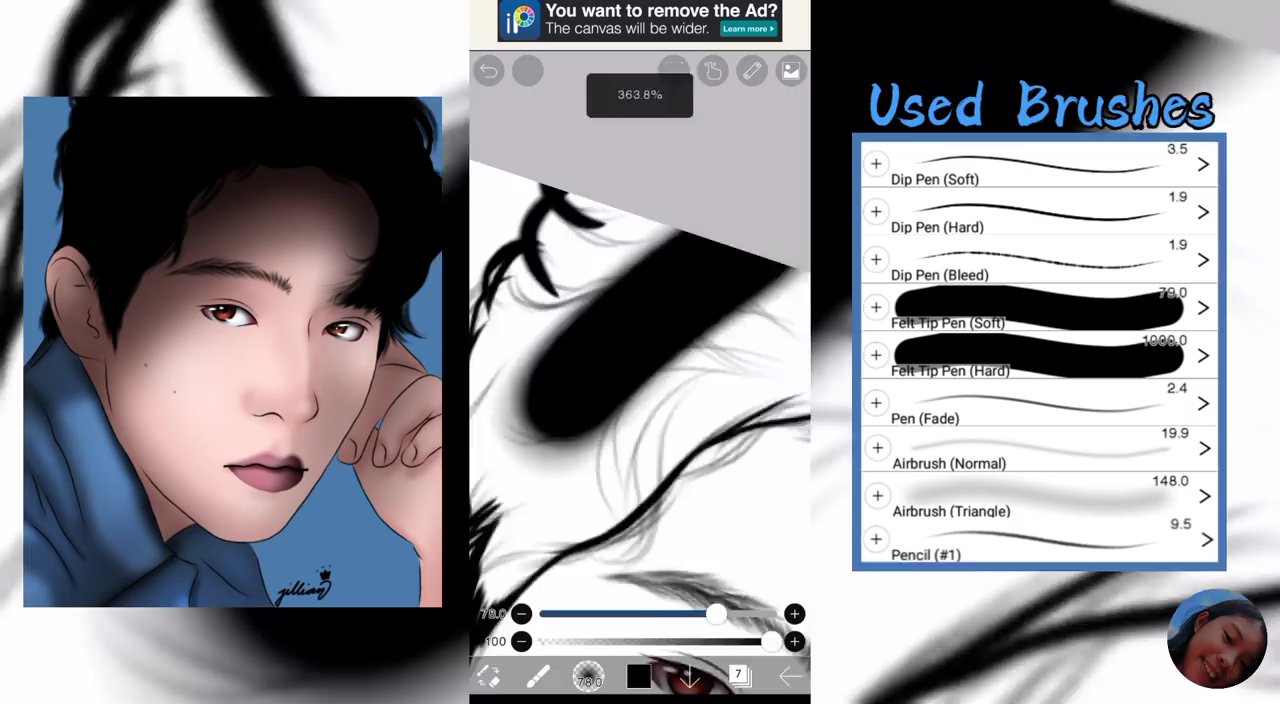 jillian
iP
You want to remove the Ad?
The canvas will be wider.
Learn more
363.8%
78.0
100
78.0
7
Used Brushes
3.5
Dip Pen (Soft)
1.9
Dip Pen (Hard)
1.9
Dip Pen (Bleed)
79.0
Felt Tip Pen (Soft)
1000.0
Felt Tip Pen (Hard)
2.4
Pen (Fade)
19.9
Airbrush (Normal)
148.0
Airbrush (Triangle)
9.5
Pencil (#1)